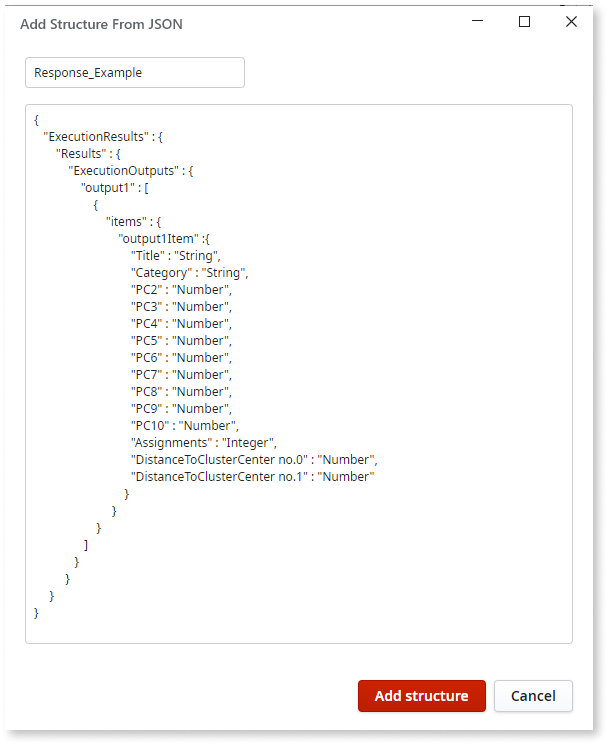 Add Structure From JSON
Response_Example
{
"ExecutionResults" : {
"Results" : {
"ExecutionOutputs" : {
"output1" : [
{
"items" : {
"output1Item" :{
"Title" : "String",
"Category" : "String",
"PC2" : "Number",
"PC3" : "Number",
"PC4" : "Number",
"PC5" : "Number",
"PC6" : "Number",
"PC7" : "Number",
"PC8" : "Number",
"PC9" : "Number",
"PC10" : "Number",
"Assignments" : "Integer",
"DistanceToClusterCenter no.0" : "Number",
"DistanceToClusterCenter no.1" : "Number"
}
}
}
]
}
}
}
}
Add structure Cancel